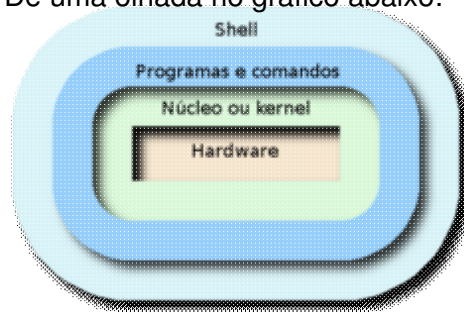 Dê uma olhada no gráfico abaixo:
Shell
Programas e comandos
Núcleo ou kernel
Hardware